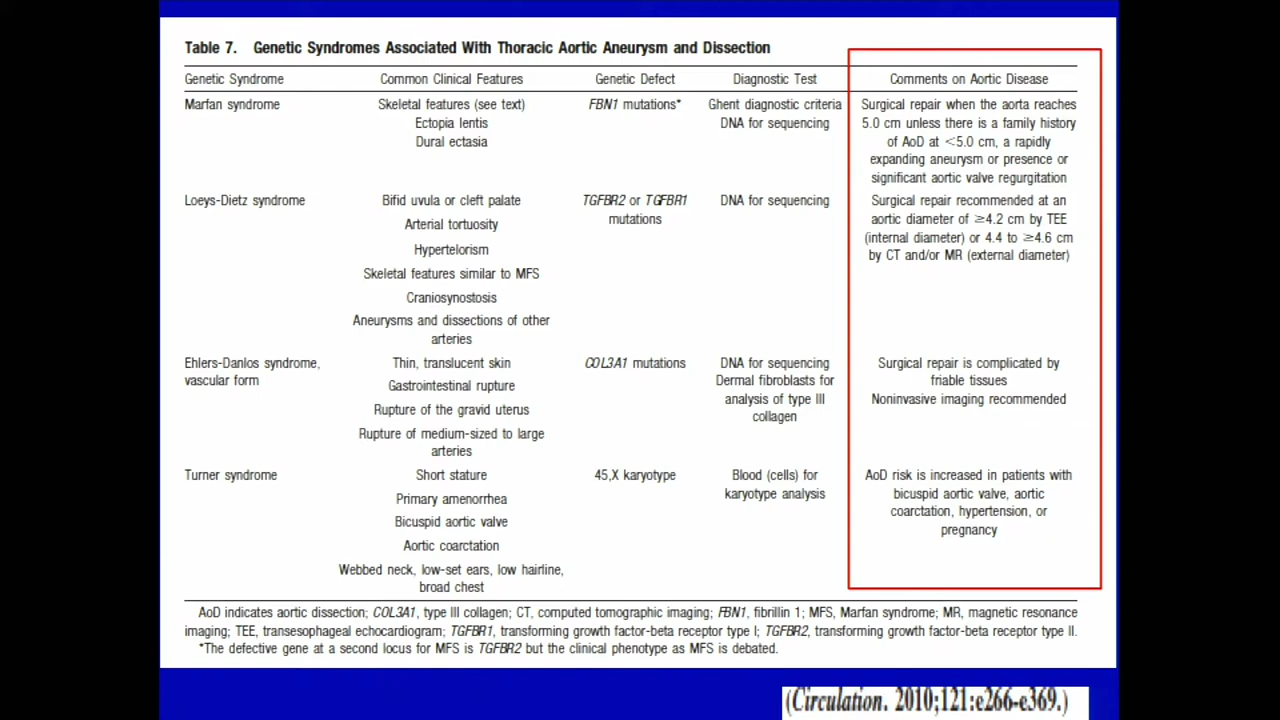 Table 7. Genetic Syndromes Associated With Thoracic Aortic Aneurysm and Dissection
Genetic Syndrome Common Clinical Features Genetic Defect Diagnostic Test Comments on Aortic Disease
Marfan syndrome Skeletal features (see text) FBN1 mutations* Ghent diagnostic criteria Surgical repair when the aorta reaches
Ectopia lentis DNA for sequencing 5.0 cm unless there is a family history
Dural ectasia of AoD at <5.0 cm, a rapidly
expanding aneurysm or presence or
significant aortic valve regurgitation
Loeys-Dietz syndrome Bifid uvula or cleft palate TGFBR2 or TGFBR1 DNA for sequencing Surgical repair recommended at an
Arterial tortuosity mutations aortic diameter of ≥4.2 cm by TEE
Hypertelorism (internal diameter) or 4.4 to ≥4.6 cm
by CT and/or MR (external diameter)
Skeletal features similar to MFS
Craniosynostosis
Aneurysms and dissections of other
arteries
Ehlers-Danlos syndrome, Thin, translucent skin COL3A1 mutations DNA for sequencing Surgical repair is complicated by
vascular form Gastrointestinal rupture Dermal fibroblasts for friable tissues
analysis of type III Noninvasive imaging recommended
Rupture of the gravid uterus collagen
Rupture of medium-sized to large
arteries
Turner syndrome Short stature 45,X karyotype Blood (cells) for AoD risk is increased in patients with
Primary amenorrhea karyotype analysis bicuspid aortic valve, aortic
Bicuspid aortic valve coarctation, hypertension, or
pregnancy
Aortic coarctation
Webbed neck, low-set ears, low hairline,
broad chest
AoD indicates aortic dissection; COL3A1, type III collagen; CT, computed tomographic imaging; FBN1, fibrillin 1; MFS, Marfan syndrome; MR, magnetic resonance
imaging; TEE, transesophageal echocardiogram; TGFBR1, transforming growth factor-beta receptor type I; TGFBR2, transforming growth factor-beta receptor type II.
*The defective gene at a second locus for MFS is TGFBR2 but the clinical phenotype as MFS is debated.
(Circulation. 2010;121:e266-e369.)